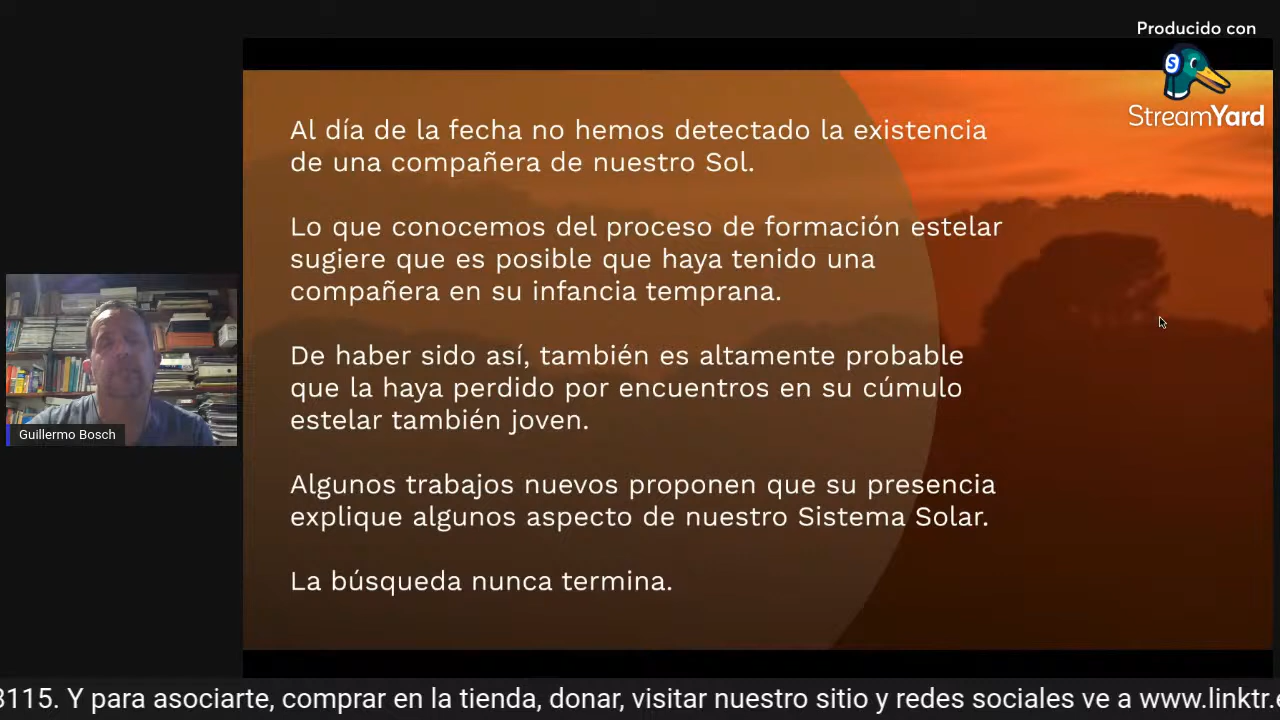 Producido con
StreamYard
Al día de la fecha no hemos detectado la existencia
de una compañera de nuestro Sol.
Lo que conocemos del proceso de formación estelar
sugiere que es posible que haya tenido una
compañera en su infancia temprana.
De haber sido así, también es altamente probable
que la haya perdido por encuentros en su cúmulo
estelar también joven.
Algunos trabajos nuevos proponen que su presencia
explique algunos aspecto de nuestro Sistema Solar.
La búsqueda nunca termina.
Guillermo Bosch
3115. Y para asociarte, comprar en la tienda, donar, visitar nuestro sitio y redes sociales ve a www.linktr.